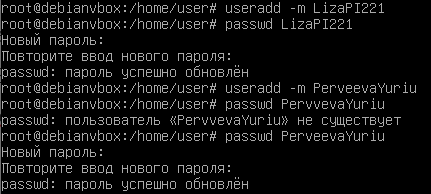 root@debianvbox:/home/user# useradd -m LizaPI221
root@debianvbox:/home/user# passwd LizaPI221
Новый пароль:
Повторите ввод нового пароля:
passwd: пароль успешно обновлён
root@debianvbox:/home/user# useradd -m PerveevaYuriu
root@debianvbox:/home/user# passwd PervvevaYuriu
passwd: пользователь «PervvevaYuriu» не существует
root@debianvbox:/home/user# passwd PerveevaYuriu
Новый пароль:
Повторите ввод нового пароля:
passwd: пароль успешно обновлён